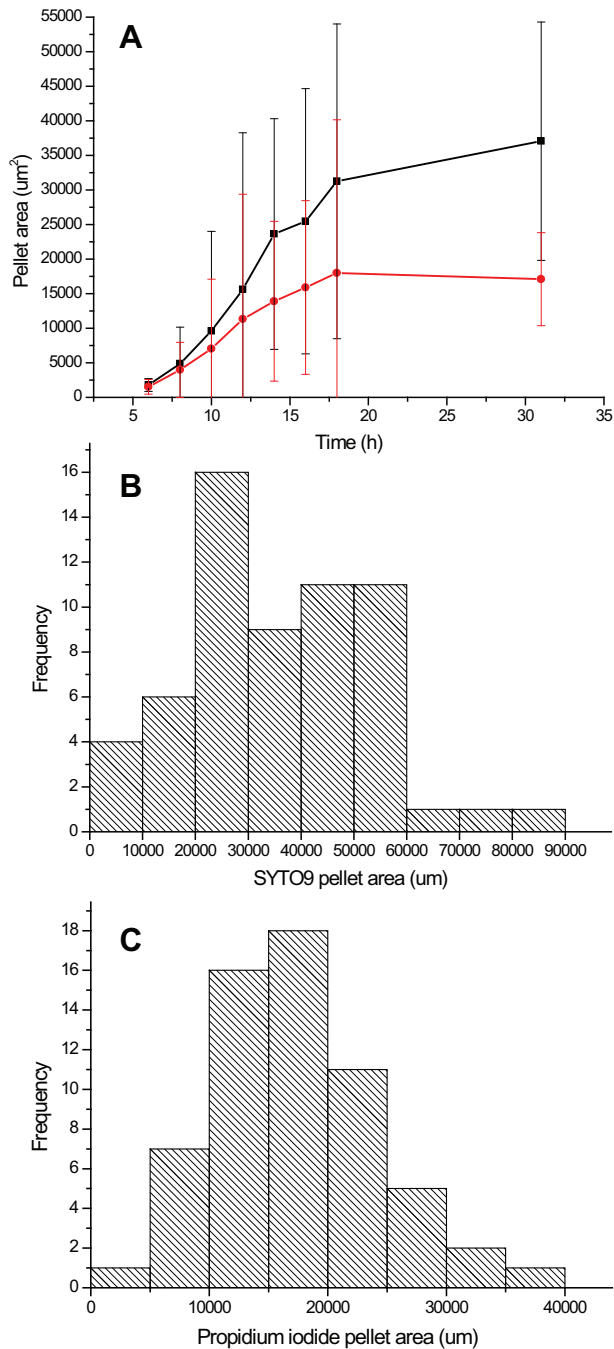 A
55000
50000
45000
40000
35000
30000
25000
20000
15000
10000
5000
0
Pellet area (um²)
5 10 15 20 25 30 35
Time (h)
B
16
14
12
10
8
6
4
2
0
Frequency
0 10000 20000 30000 40000 50000 60000 70000 80000 90000
SYTO9 pellet area (um)
C
18
16
14
12
10
8
6
4
2
0
Frequency
0 10000 20000 30000 40000
Propidium iodide pellet area (um)